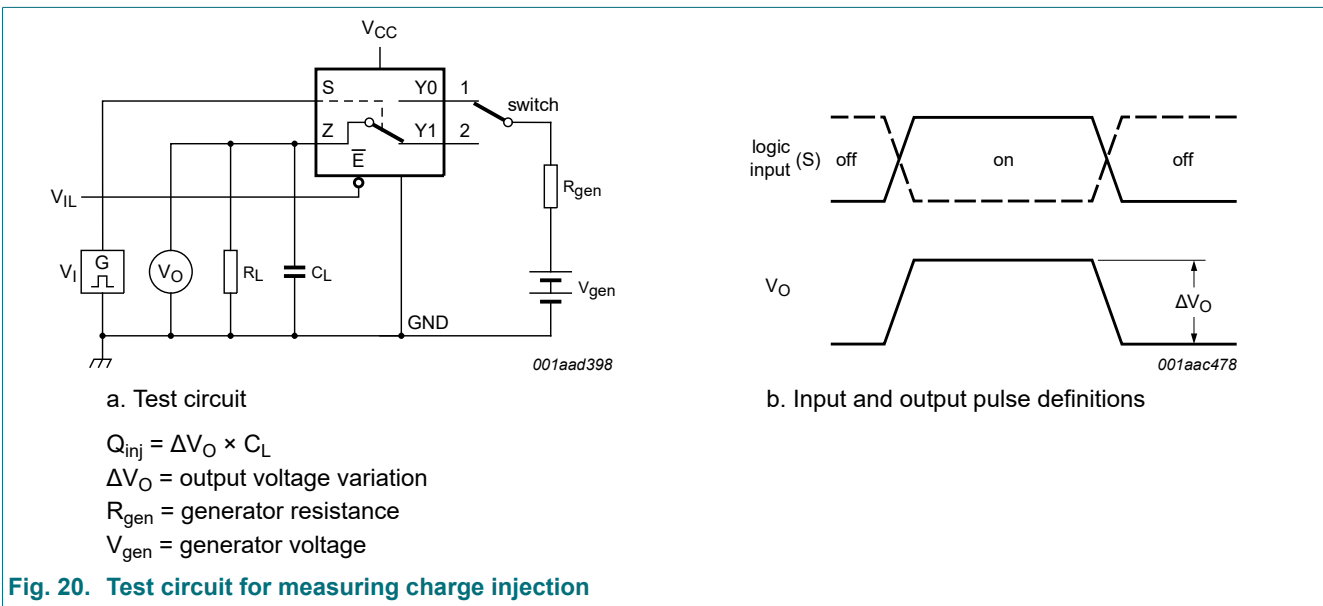 VCC
S
Y0
1
switch
Z
Y1
2
E
Rgen
VIL
VI
G
VO
RL
CL
Vgen
GND
001aad398
a. Test circuit
Qinj = ΔVO × CL
ΔVO = output voltage variation
Rgen = generator resistance
Vgen = generator voltage
logic
input
(S)
off
on
off
VO
ΔVO
001aac478
b. Input and output pulse definitions
Fig. 20. Test circuit for measuring charge injection